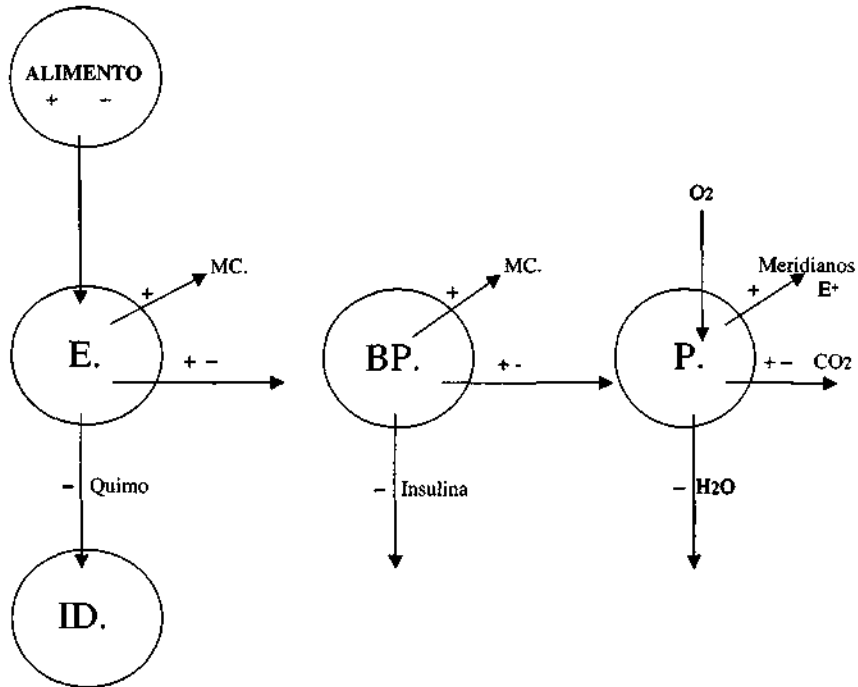 ALIMENTO
+ −
O2
MC.
MC.
Meridianos
E+
+
+
+
E.
+ −
BP.
+ -
P.
+ −
CO2
− Quimo
− Insulina
− H2O
ID.